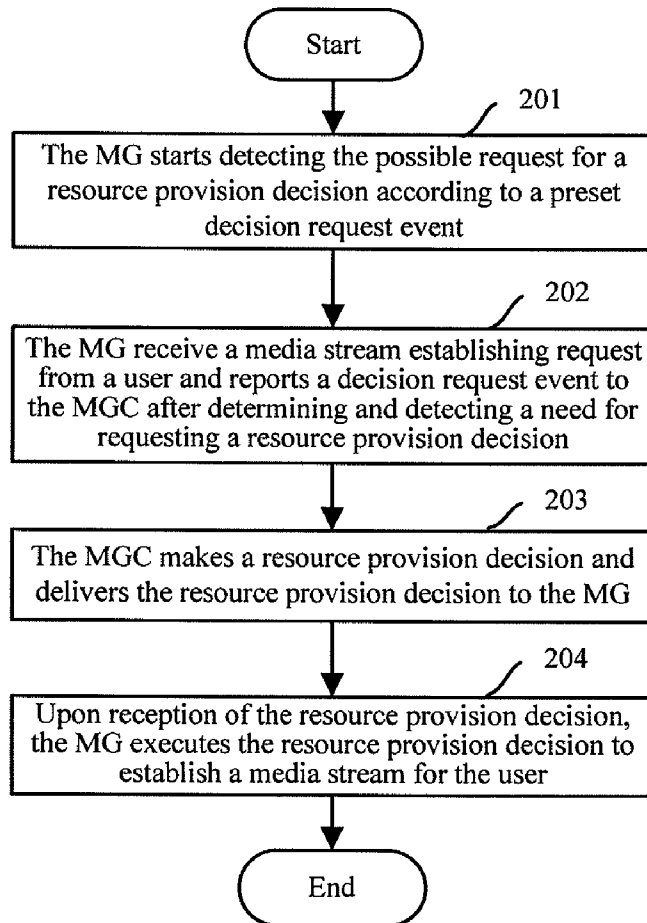 Start
201
The MG starts detecting the possible request for a
resource provision decision according to a preset
decision request event
202
The MG receive a media stream establishing request
from a user and reports a decision request event to
the MGC after determining and detecting a need for
requesting a resource provision decision
203
The MGC makes a resource provision decision and
delivers the resource provision decision to the MG
204
Upon reception of the resource provision decision,
the MG executes the resource provision decision to
establish a media stream for the user
End